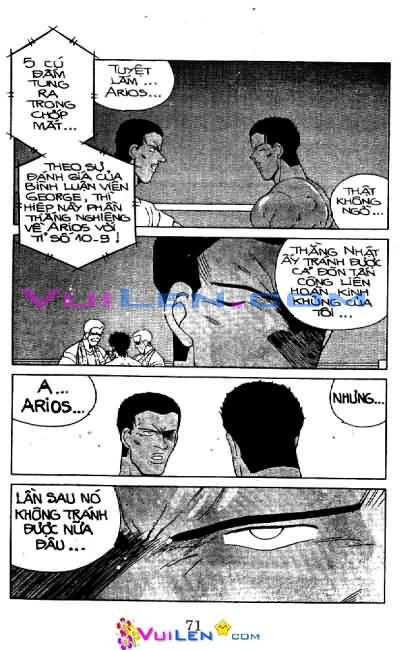 5 CÚ
ĐẤM
TUNG
RA
TRONG
CHỚP
MẮT...
TUYỆT
LẮM...
ARIOS...
THEO SỰ
ĐÁNH GIÁ CỦA
BÌNH LUẬN VIÊN
GEORGE, THÌ
HIỆP NÀY PHẦN
THẮNG NGHIÊNG
VỀ ARIOS VỚI
TỈ SỐ 10-9!
THẬT
KHÔNG
NGỜ...
THẰNG NHẬT
ẤY TRÁNH ĐƯỢC
CẢ ĐÒN TẤN
CÔNG LIÊN
HOÀN KINH
KHỦNG CỦA
TÔI...
VUILEN.COM
A...
ARIOS...
NHƯNG...
LẦN SAU NÓ
KHÔNG TRÁNH
ĐƯỢC NỮA
ĐÂU...
71
VUILEN.COM